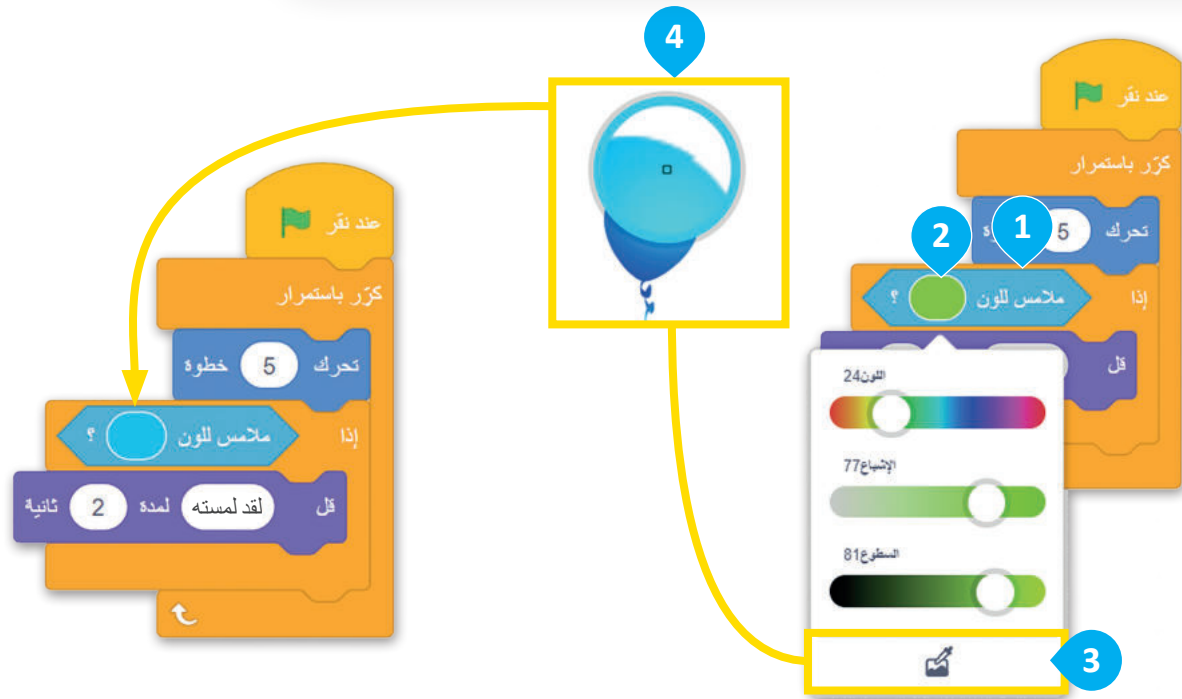 4
عند نقر
كرّر باستمرار
تحرك 5
2
1
إذا ملامس للون ؟
قل
اللون24
الإشباع77
السطوع81
3
عند نقر
كرّر باستمرار
تحرك 5 خطوة
إذا ملامس للون ؟
قل لقد لمسته لمدة 2 ثانية